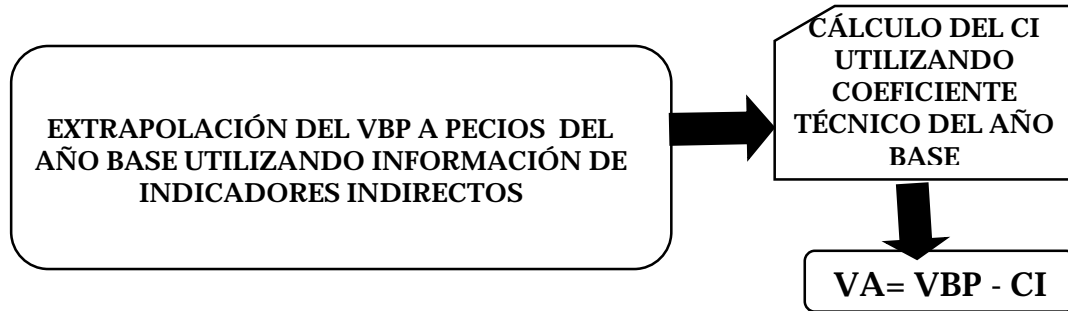 EXTRAPOLACIÓN DEL VBP A PECIOS DEL
AÑO BASE UTILIZANDO INFORMACIÓN DE
INDICADORES INDIRECTOS
CÁLCULO DEL CI
UTILIZANDO
COEFICIENTE
TÉCNICO DEL AÑO
BASE
VA= VBP - CI